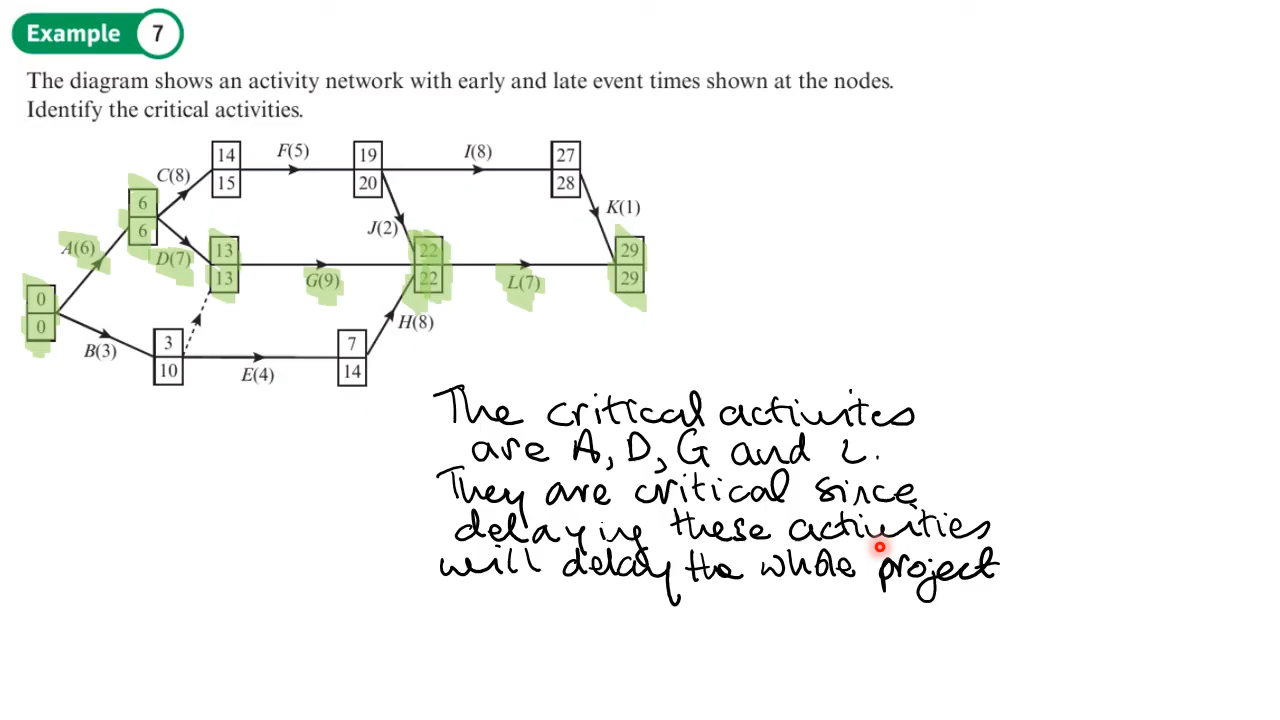 Example 7
The diagram shows an activity network with early and late event times shown at the nodes.
Identify the critical activities.
14 F(5) 19 I(8) 27
C(8) 15 20 28
6
6 K(1)
J(2)
A(6) 13 22 29
D(7) 13 G(9) 22 L(7) 29
0
0 H(8)
B(3) 3 7
10 E(4) 14
The critical activites
are A, D, G and L.
They are critical since
delaying these activities
will delay the whole project